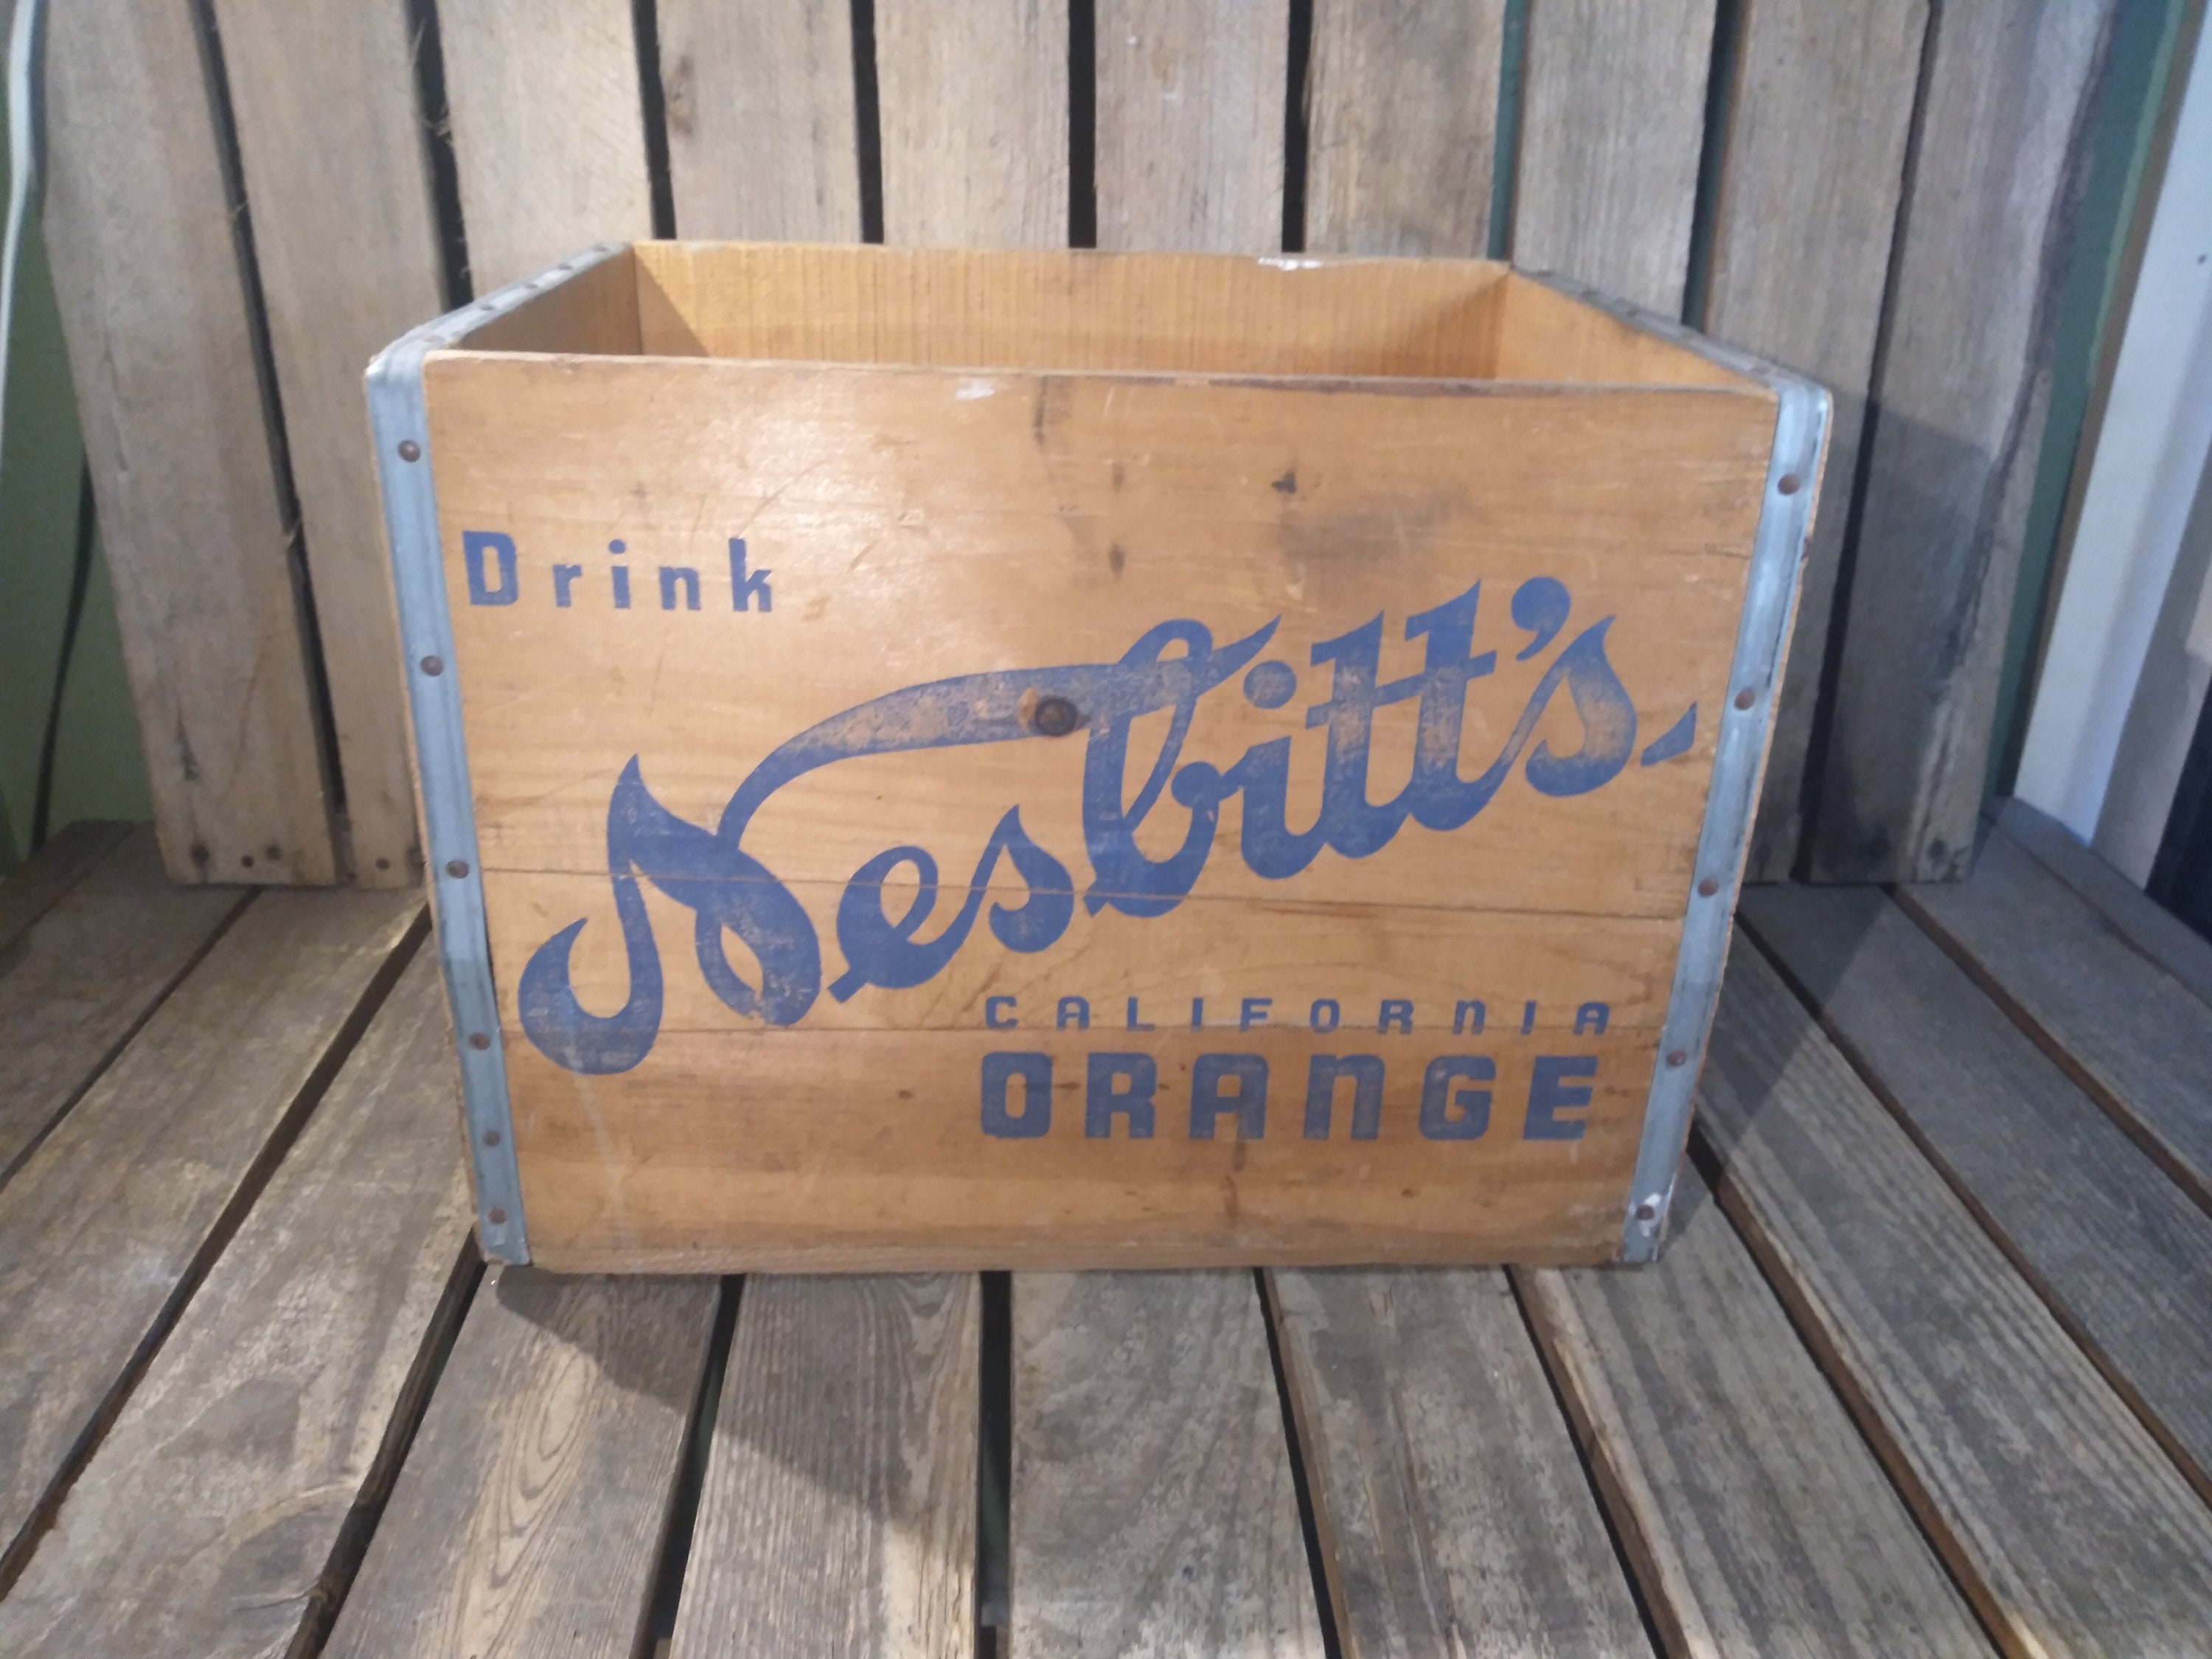 Drink
Nesbitt's.
CALIFORNIA
ORANGE